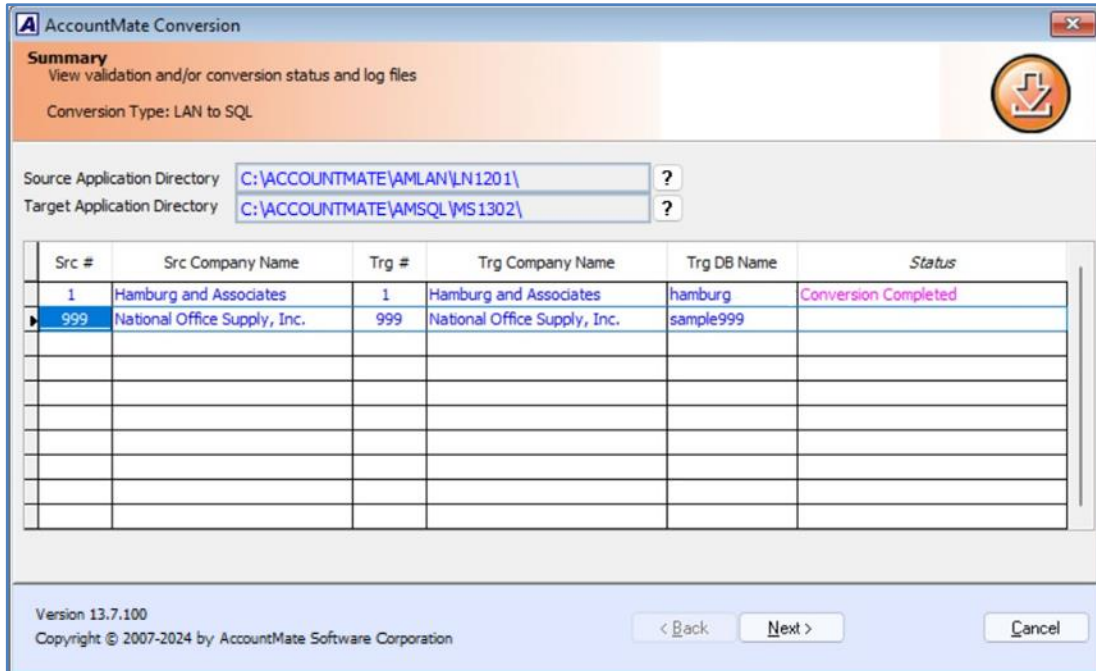 AccountMate Conversion
Summary
View validation and/or conversion status and log files
Conversion Type: LAN to SQL
Source Application Directory C:\ACCOUNTMATE\AMLAN\LN1201\ ?
Target Application Directory C:\ACCOUNTMATE\AMSQL\MS1302\ ?
Src # Src Company Name Trg # Trg Company Name Trg DB Name Status
1 Hamburg and Associates 1 Hamburg and Associates hamburg Conversion Completed
999 National Office Supply, Inc. 999 National Office Supply, Inc. sample999
Version 13.7.100
Copyright © 2007-2024 by AccountMate Software Corporation
< Back Next > Cancel